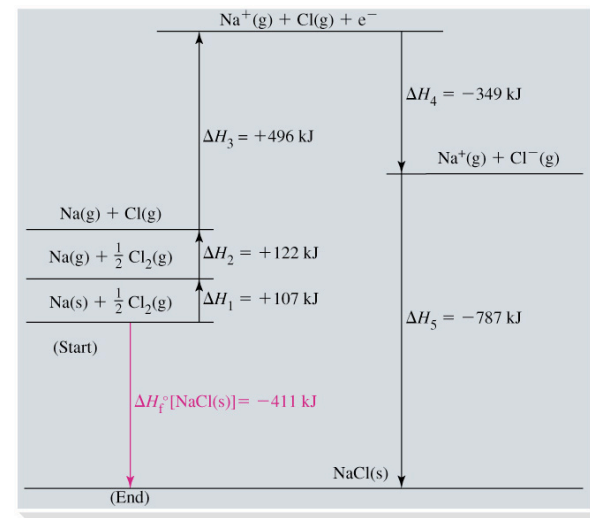 Na⁺(g) + Cl(g) + e⁻
ΔH₄ = −349 kJ
ΔH₃ = +496 kJ
Na⁺(g) + Cl⁻(g)
Na(g) + Cl(g)
Na(g) + ½ Cl₂(g)
ΔH₂ = +122 kJ
Na(s) + ½ Cl₂(g)
ΔH₁ = +107 kJ
ΔH₅ = −787 kJ
(Start)
ΔH𝑓°[NaCl(s)]= −411 kJ
NaCl(s)
(End)